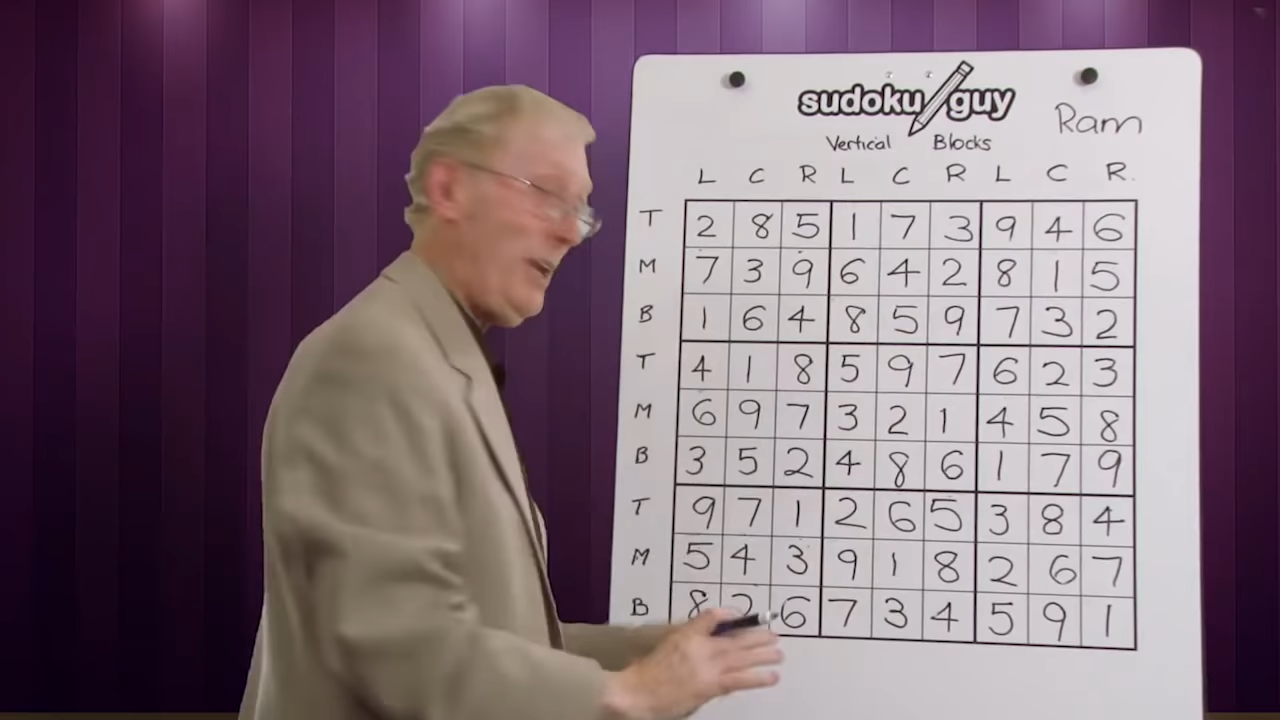 sudoku guy
Ram
Verticial Blocks
L C R L C R L C R.
T 2 8 5 1 7 3 9 4 6
M 7 3 9 6 4 2 8 1 5
B 1 6 4 8 5 9 7 3 2
T 4 1 8 5 9 7 6 2 3
M 6 9 7 3 2 1 4 5 8
B 3 5 2 4 8 6 1 7 9
T 9 7 1 2 6 5 3 8 4
M 5 4 3 9 1 8 2 6 7
B 8 2 6 7 3 4 5 9 1